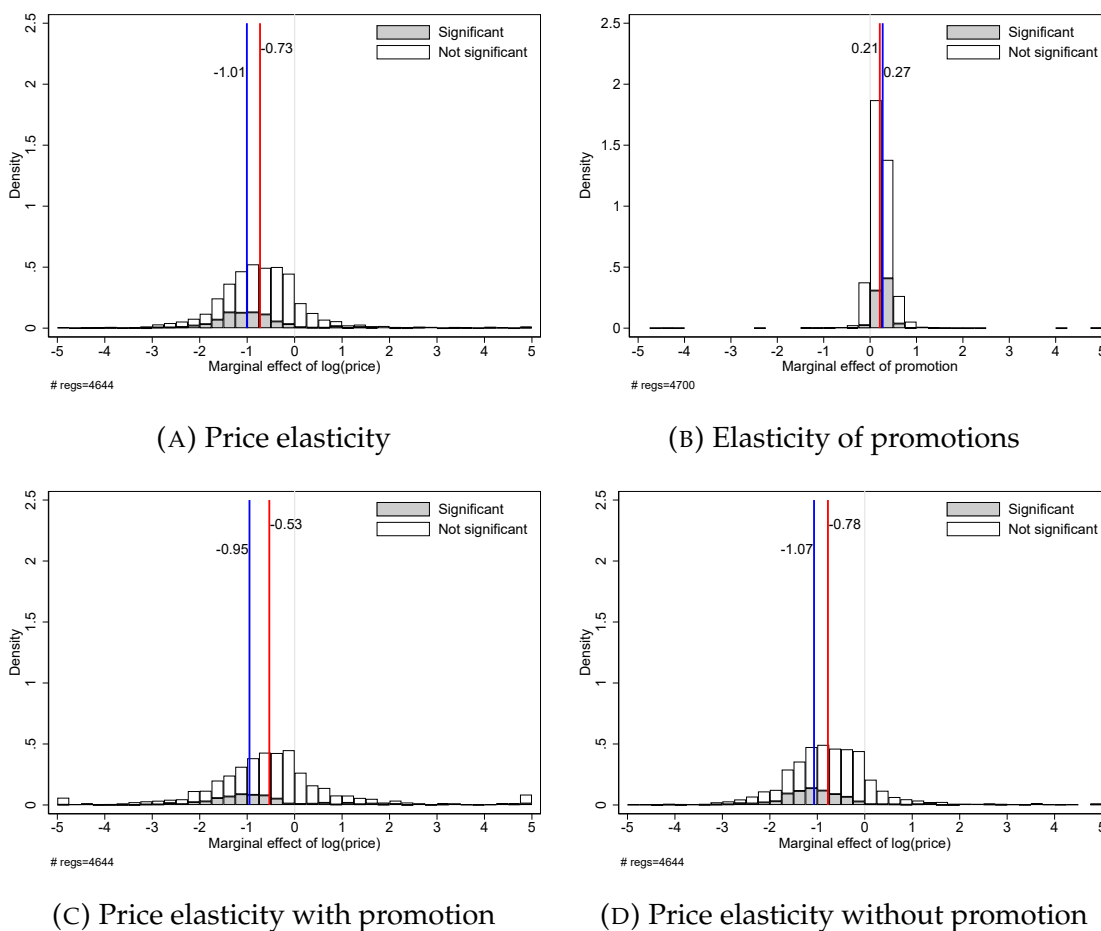 2.5
2
1.5
1
.5
0
Density
-1.01
-0.73
Significant
Not significant
-5 -4 -3 -2 -1 0 1 2 3 4 5
Marginal effect of log(price)
# regs=4644
(A) Price elasticity
2.5
2
1.5
1
.5
0
Density
0.21
0.27
Significant
Not significant
-5 -4 -3 -2 -1 0 1 2 3 4 5
Marginal effect of promotion
# regs=4700
(B) Elasticity of promotions
2.5
2
1.5
1
.5
0
Density
-0.95
-0.53
Significant
Not significant
-5 -4 -3 -2 -1 0 1 2 3 4 5
Marginal effect of log(price)
# regs=4644
(C) Price elasticity with promotion
2.5
2
1.5
1
.5
0
Density
-1.07
-0.78
Significant
Not significant
-5 -4 -3 -2 -1 0 1 2 3 4 5
Marginal effect of log(price)
# regs=4644
(D) Price elasticity without promotion